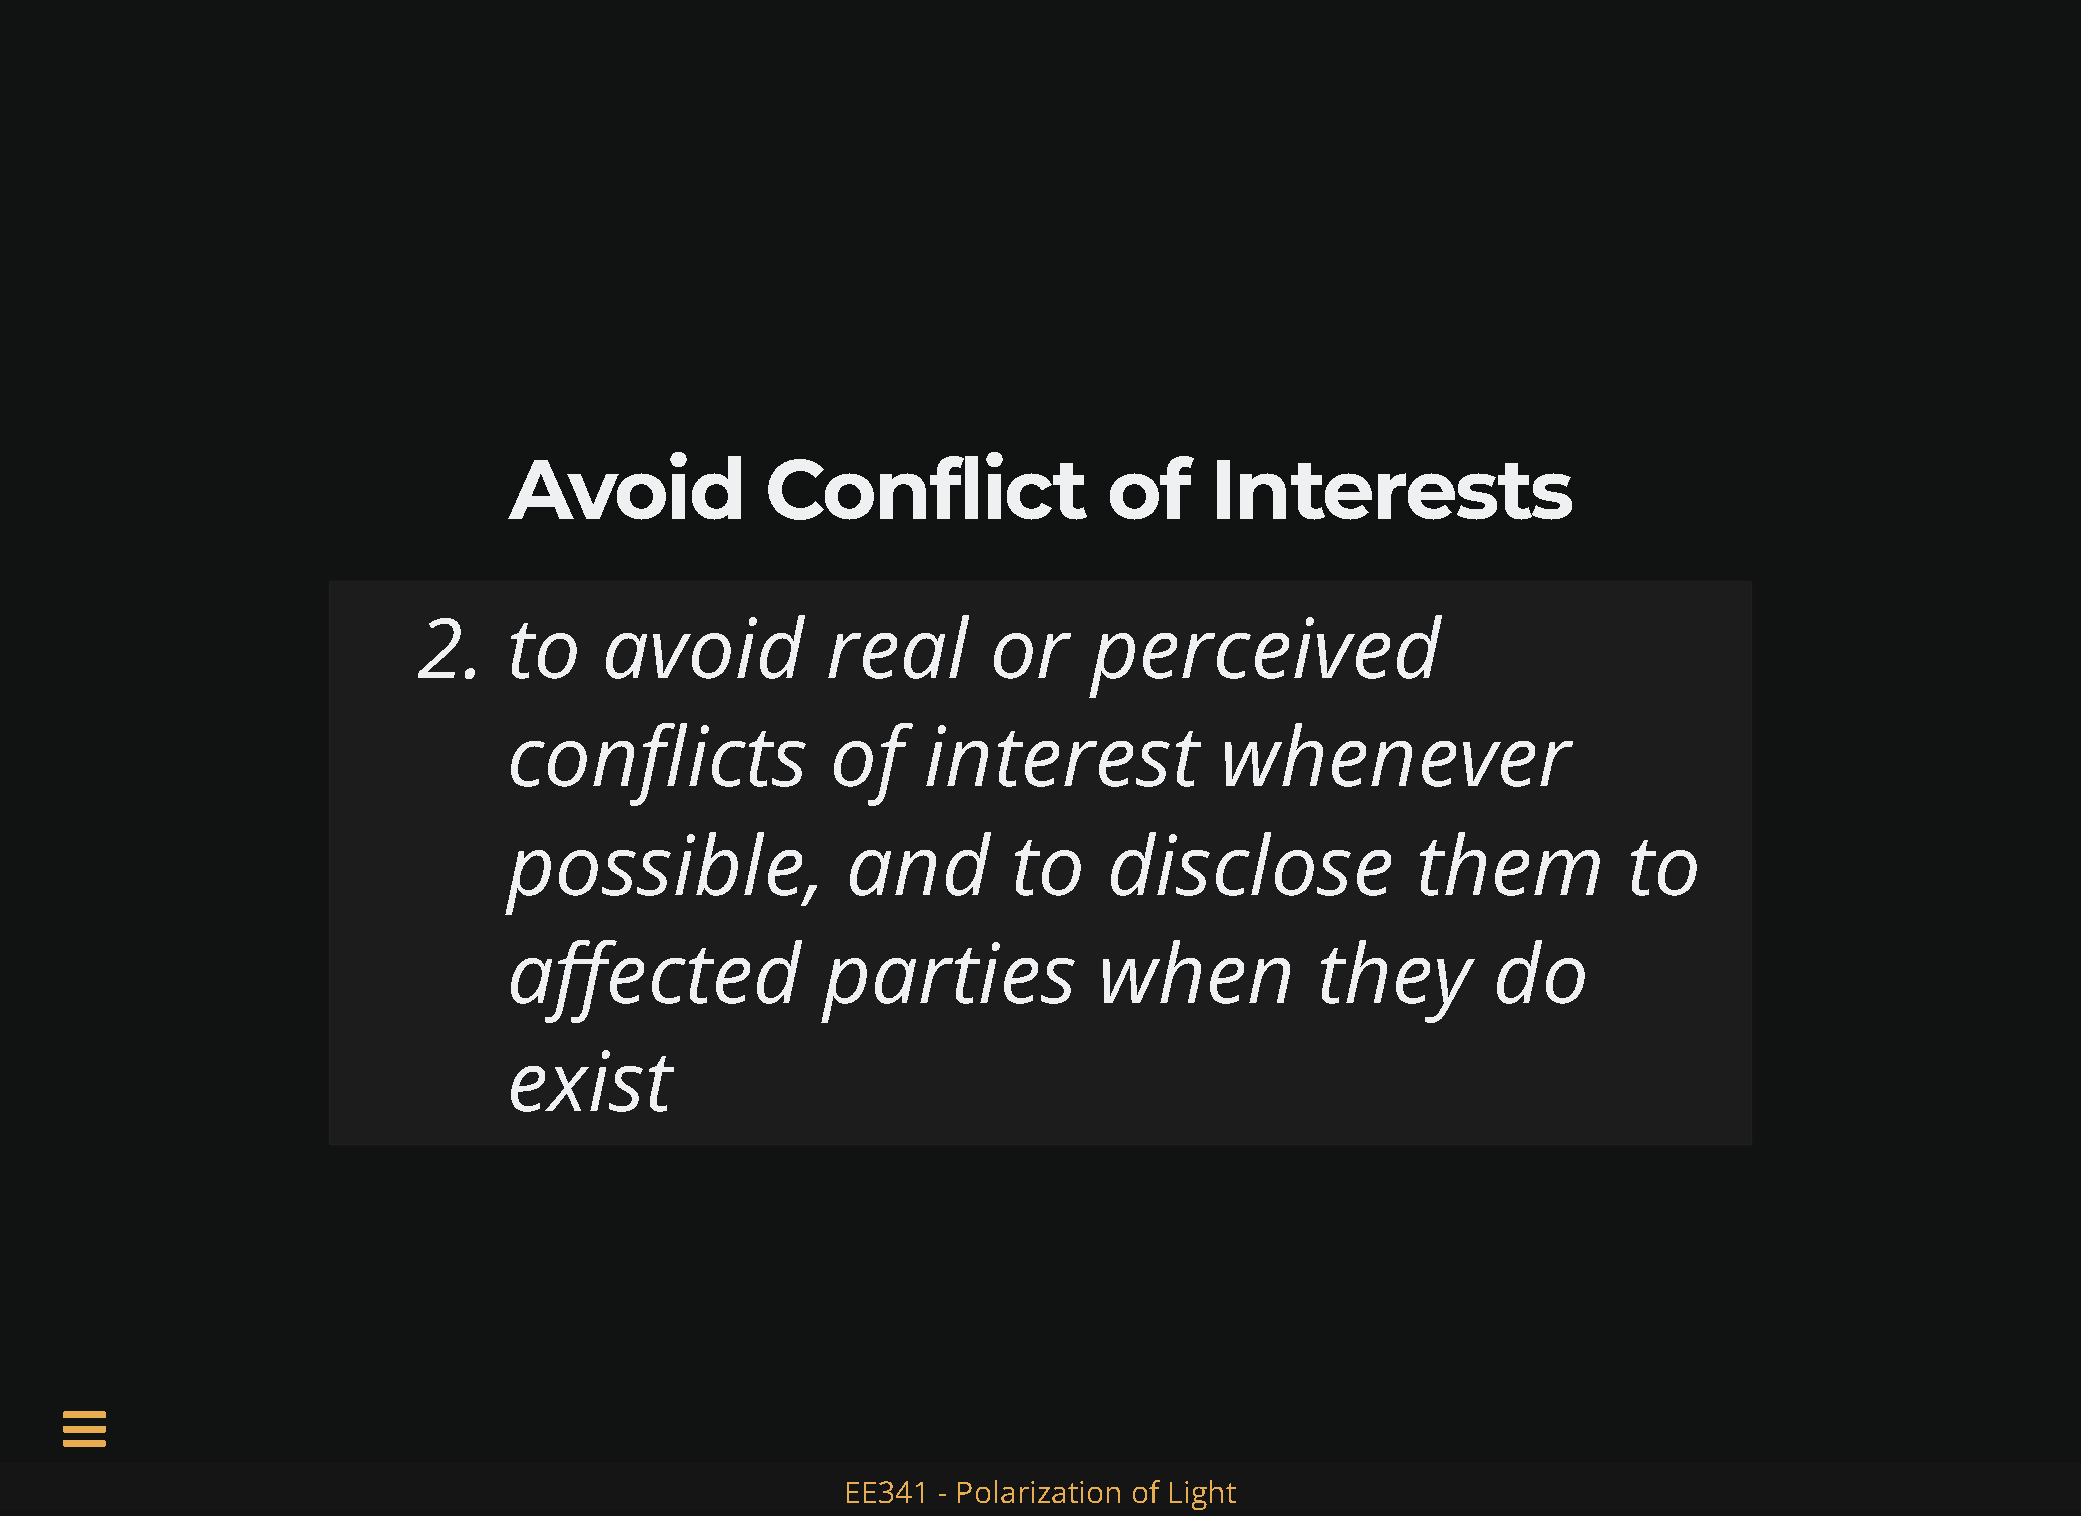 Avoid Conflict of Interests
2. to avoid real or perceived
conflicts of interest whenever
possible, and to disclose them to
affected parties when they do
exist
EE341 - Polarization of Light